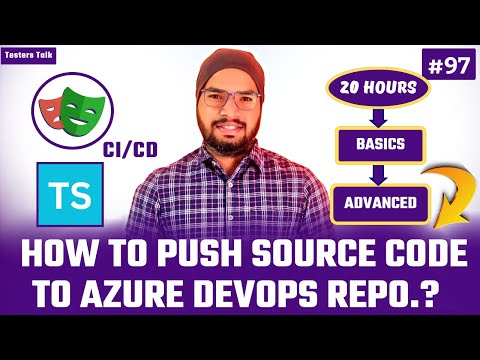 Testers Talk
#97
20 HOURS
CI/CD
BASICS
TS
ADVANCED
HOW TO PUSH SOURCE CODE
TO AZURE DEVOPS REPO.?